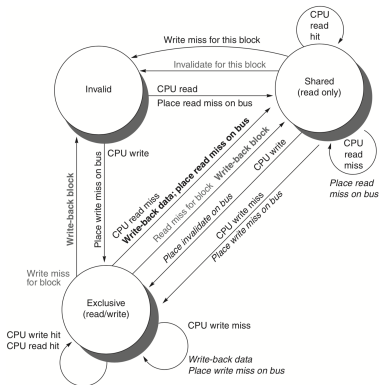 CPU
read
hit
Write miss for this block
Invalidate for this block
Invalid
CPU read
Place read miss on bus
Shared
(read only)
CPU write
Place write miss on bus
CPU
read
miss
Place read
miss on bus
Write-back block
CPU read miss
Write-back data; place read miss on bus
Read miss for block
Write-back block
CPU write
Place invalidate on bus
CPU write miss
Place write miss on bus
Write miss
for block
Exclusive
(read/write)
CPU write hit
CPU read hit
CPU write miss
Write-back data
Place write miss on bus